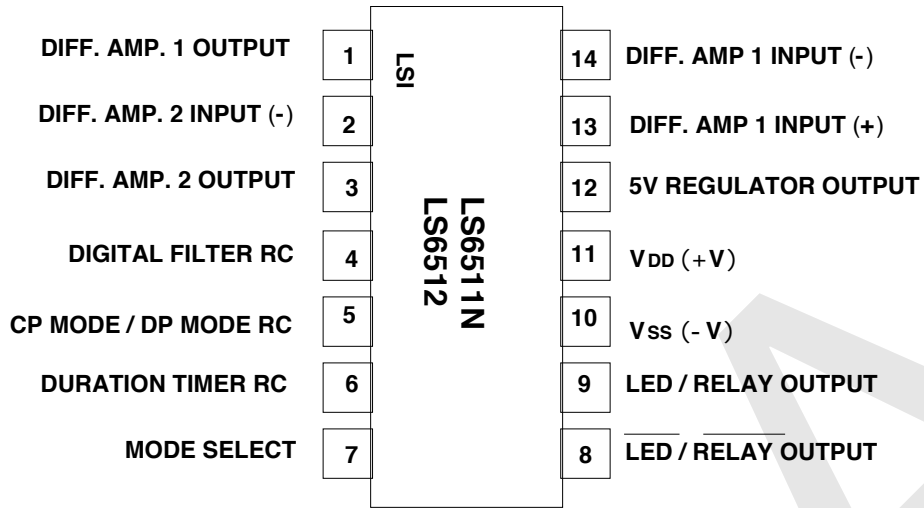 DIFF. AMP. 1 OUTPUT 1
DIFF. AMP. 2 INPUT (-) 2
DIFF. AMP. 2 OUTPUT 3
DIGITAL FILTER RC 4
CP MODE / DP MODE RC 5
DURATION TIMER RC 6
MODE SELECT 7
LSI
LS6511N
LS6512
14 DIFF. AMP 1 INPUT (-)
13 DIFF. AMP 1 INPUT (+)
12 5V REGULATOR OUTPUT
11 VDD (+V)
10 VSS (-V)
9 LED / RELAY OUTPUT
8 L̅E̅D̅ / R̅E̅L̅A̅Y̅ OUTPUT